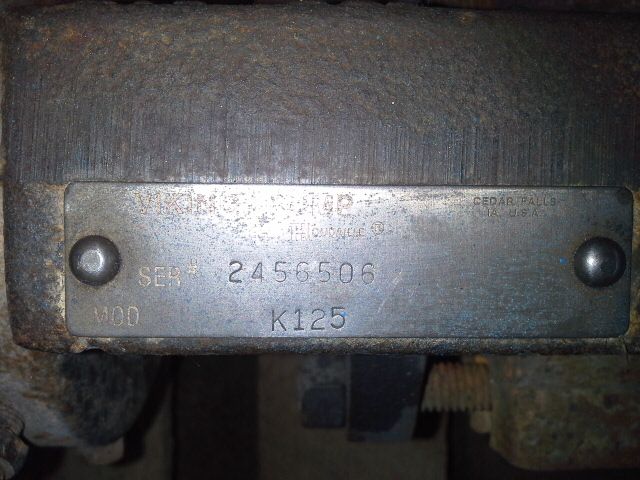 VIKING PUMP
CEDAR FALLS
IA. U.S.A.
SER# 2456506
MOD K125